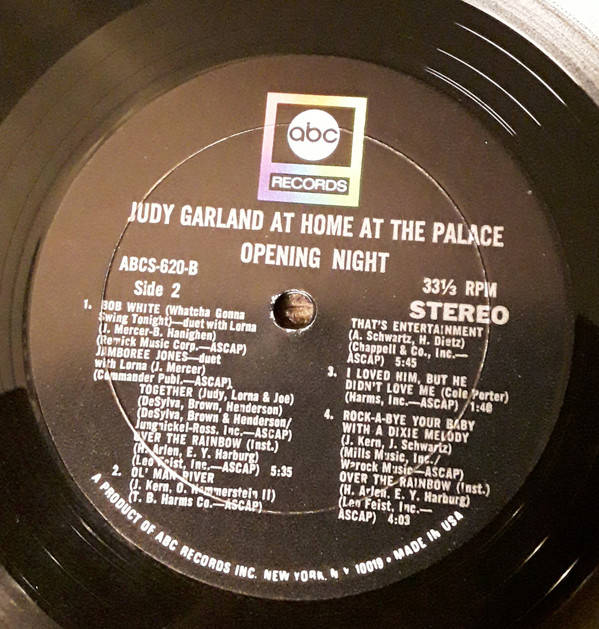 abc
RECORDS
JUDY GARLAND AT HOME AT THE PALACE
OPENING NIGHT
ABCS-620-B
Side 2
33⅓ RPM
STEREO
1. BOB WHITE (Whatcha Gonna
Swing Tonight)—duet with Lorna
(J. Mercer-B. Hanighen)
(Remick Music Corp.—ASCAP)
JAMBOREE JONES—duet
with Lorna (J. Mercer)
(Commander Publ.—ASCAP)
TOGETHER (Judy, Lorna & Joe)
(DeSylva, Brown, Henderson)
(DeSylva, Brown & Henderson/
Jungnickel-Ross, Inc.—ASCAP)
OVER THE RAINBOW (Inst.)
(H. Arlen, E. Y. Harburg)
(Leo Feist, Inc.—ASCAP) 5:35
2. OL' MAN RIVER
(J. Kern, O. Hammerstein II)
(T. B. Harms Co.—ASCAP)
THAT'S ENTERTAINMENT
(A. Schwartz, H. Dietz)
(Chappell & Co., Inc.—
ASCAP) 5:45
3. I LOVED HIM, BUT HE
DIDN'T LOVE ME (Cole Porter)
(Harms, Inc.—ASCAP) 1:40
4. ROCK-A-BYE YOUR BABY
WITH A DIXIE MELODY
(J. Kern, J. Schwartz)
(Mills Music, Inc./
Warock Music—ASCAP)
OVER THE RAINBOW (Inst.)
(H. Arlen, E. Y. Harburg)
(Leo Feist, Inc.—
ASCAP) 4:03
A PRODUCT OF ABC RECORDS INC. NEW YORK, N.Y. 10019 • MADE IN USA